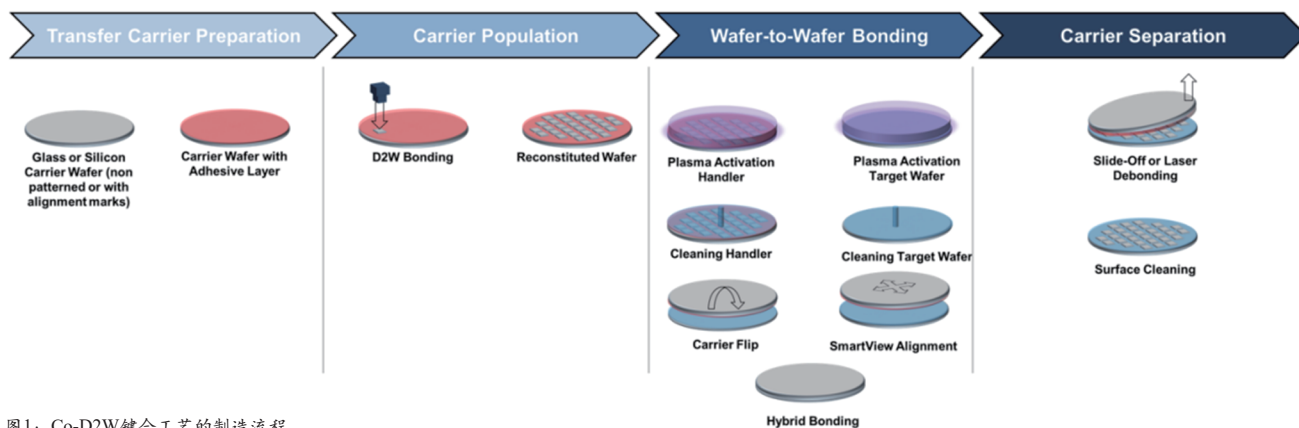 Transfer Carrier Preparation
Carrier Population
Wafer-to-Wafer Bonding
Carrier Separation
Glass or Silicon
Carrier Wafer (non
patterned or with
alignment marks)
Carrier Wafer with
Adhesive Layer
D2W Bonding
Reconstituted Wafer
Plasma Activation
Handler
Plasma Activation
Target Wafer
Cleaning Handler
Cleaning Target Wafer
Carrier Flip
SmartView Alignment
Hybrid Bonding
Slide-Off or Laser
Debonding
Surface Cleaning
图1：Co-D2W键合工艺的制造流程